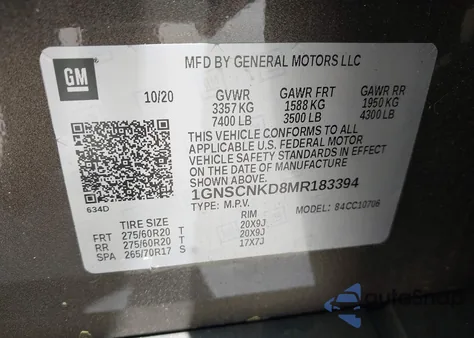 GM
MFD BY GENERAL MOTORS LLC
10/20 GVWR GAWR FRT GAWR RR
3357 KG 1588 KG 1950 KG
7400 LB 3500 LB 4300 LB
THIS VEHICLE CONFORMS TO ALL
APPLICABLE U.S. FEDERAL MOTOR
VEHICLE SAFETY STANDARDS IN EFFECT
ON THE DATE OF MANUFACTURE
SHOWN ABOVE.
1GNSCNKD8MR183394
TYPE: M.P.V. MODEL: 84CC10706
634D
TIRE SIZE RIM
FRT 275/60R20 T 20X9J
RR 275/60R20 T 20X9J
SPA 265/70R17 S 17X7J
AutoSnap